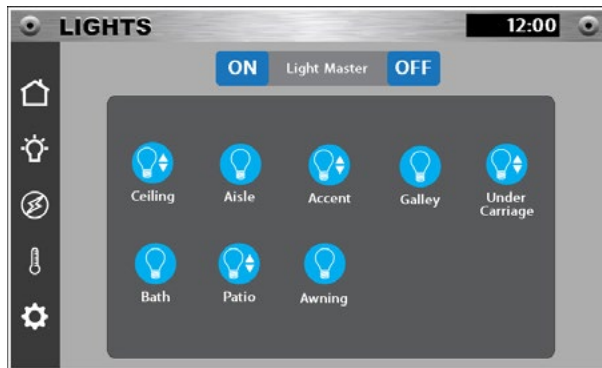 LIGHTS
12:00
ON Light Master OFF
Ceiling Aisle Accent Galley Under
Carriage
Bath Patio Awning